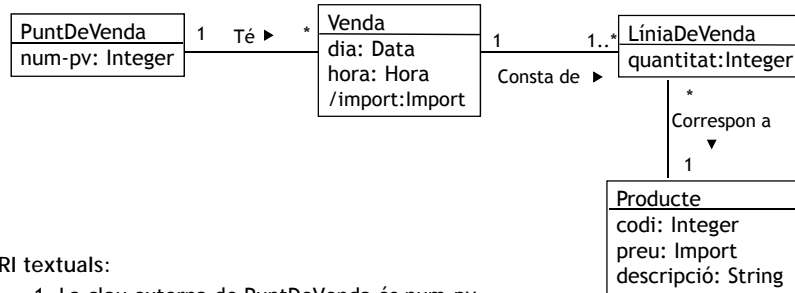 PuntDeVenda
num-pv: Integer
1 Té ► *
Venda
dia: Data
hora: Hora
/import:Import
1 1..*
Consta de ►
LíniaDeVenda
quantitat:Integer
*
Correspon a
▼
1
Producte
codi: Integer
preu: Import
descripció: String
RI textuals: